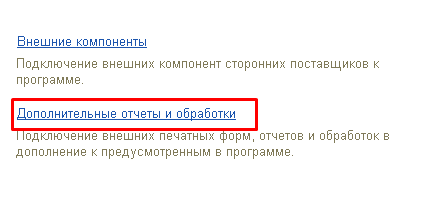 Внешние компоненты
Подключение внешних компонент сторонних поставщиков к
программе.
Дополнительные отчеты и обработки
Подключение внешних печатных форм, отчетов и обработок в
дополнение к предусмотренным в программе.